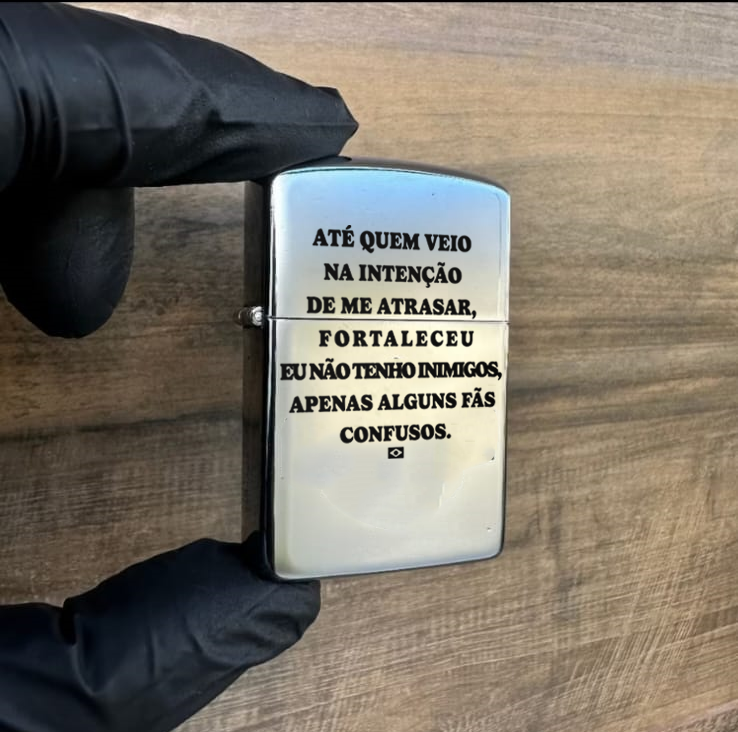 ATÉ QUEM VEIO
NA INTENÇÃO
DE ME ATRASAR,
FORTALECEU
EU NÃO TENHO INIMIGOS,
APENAS ALGUNS FÃS
CONFUSOS.